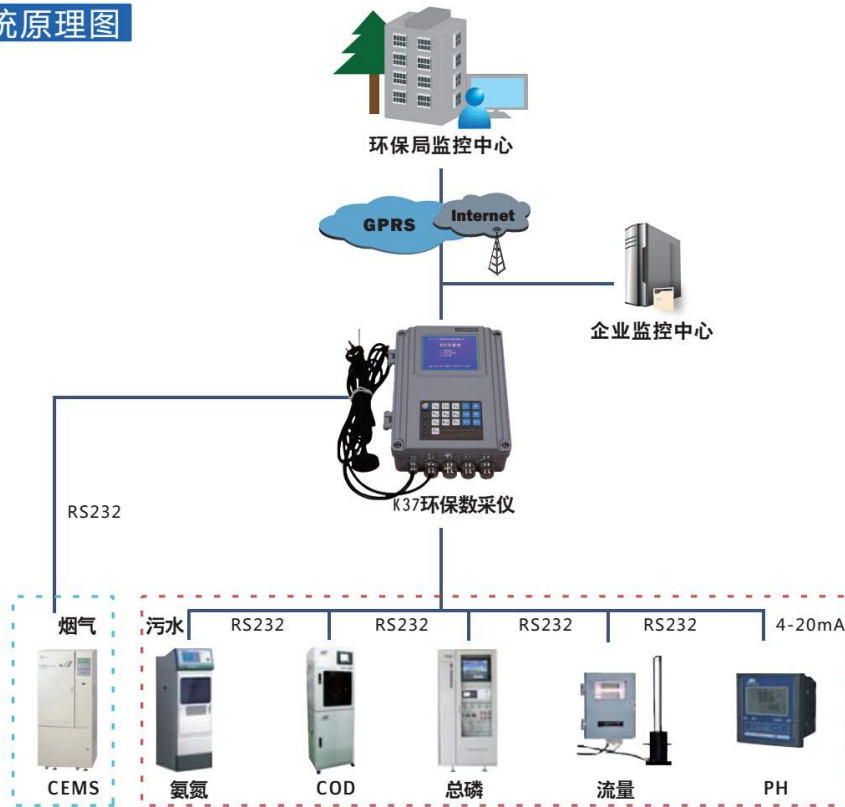 统原理图
环保局监控中心
GPRS
Internet
企业监控中心
K37环保数采仪
RS232
烟气
污水
RS232
RS232
RS232
RS232
4-20mA
CEMS
氨氮
COD
总磷
流量
PH